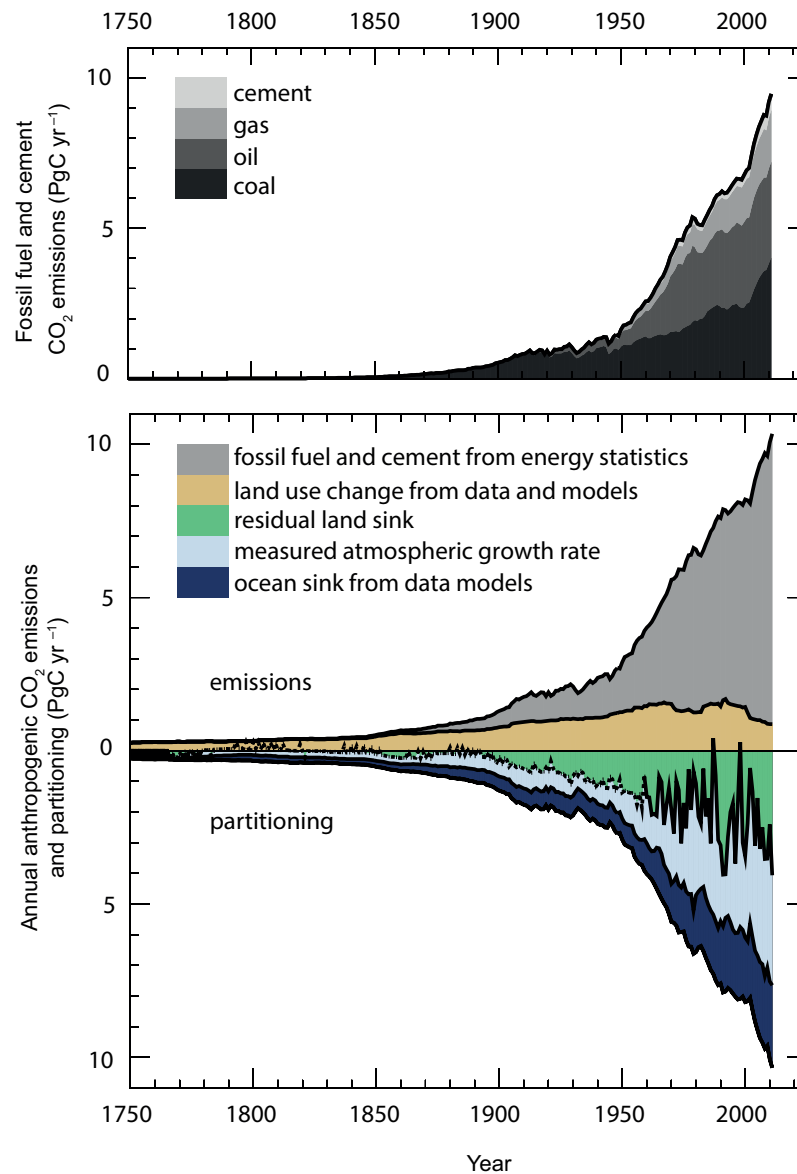 1750 1800 1850 1900 1950 2000
Fossil fuel and cement
CO₂ emissions (PgC yr⁻¹)
10
5
0
cement
gas
oil
coal
Annual anthropogenic CO₂ emissions
and partitioning (PgC yr⁻¹)
10
5
0
5
10
fossil fuel and cement from energy statistics
land use change from data and models
residual land sink
measured atmospheric growth rate
ocean sink from data models
emissions
partitioning
1750 1800 1850 1900 1950 2000
Year